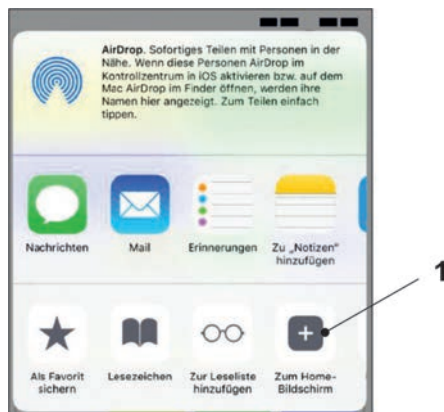 AirDrop. Sofortiges Teilen mit Personen in der
Nähe. Wenn diese Personen AirDrop im
Kontrollzentrum in iOS aktivieren bzw. auf dem
Mac AirDrop im Finder öffnen, werden ihre
Namen hier angezeigt. Zum Teilen einfach
tippen.
Nachrichten
Mail
Erinnerungen
Zu „Notizen“
hinzufügen
1
Als Favorit
sichern
Lesezeichen
Zur Leseliste
hinzufügen
Zum Home-
Bildschirm